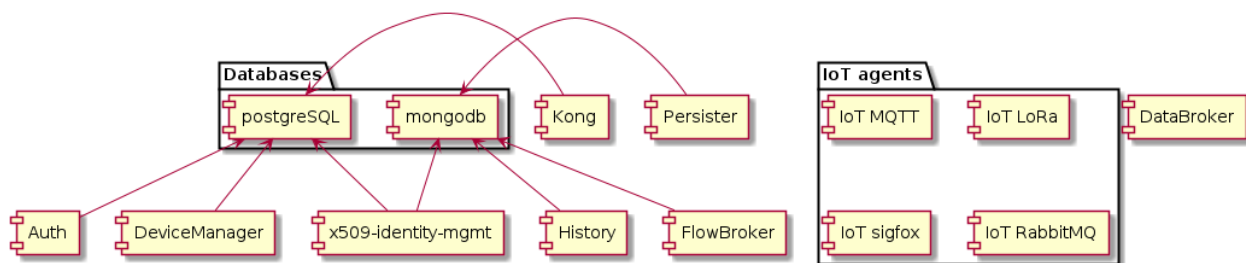 Databases
IoT agents
postgreSQL
mongodb
Kong
Persister
IoT MQTT
IoT LoRa
DataBroker
Auth
DeviceManager
x509-identity-mgmt
History
FlowBroker
IoT sigfox
IoT RabbitMQ